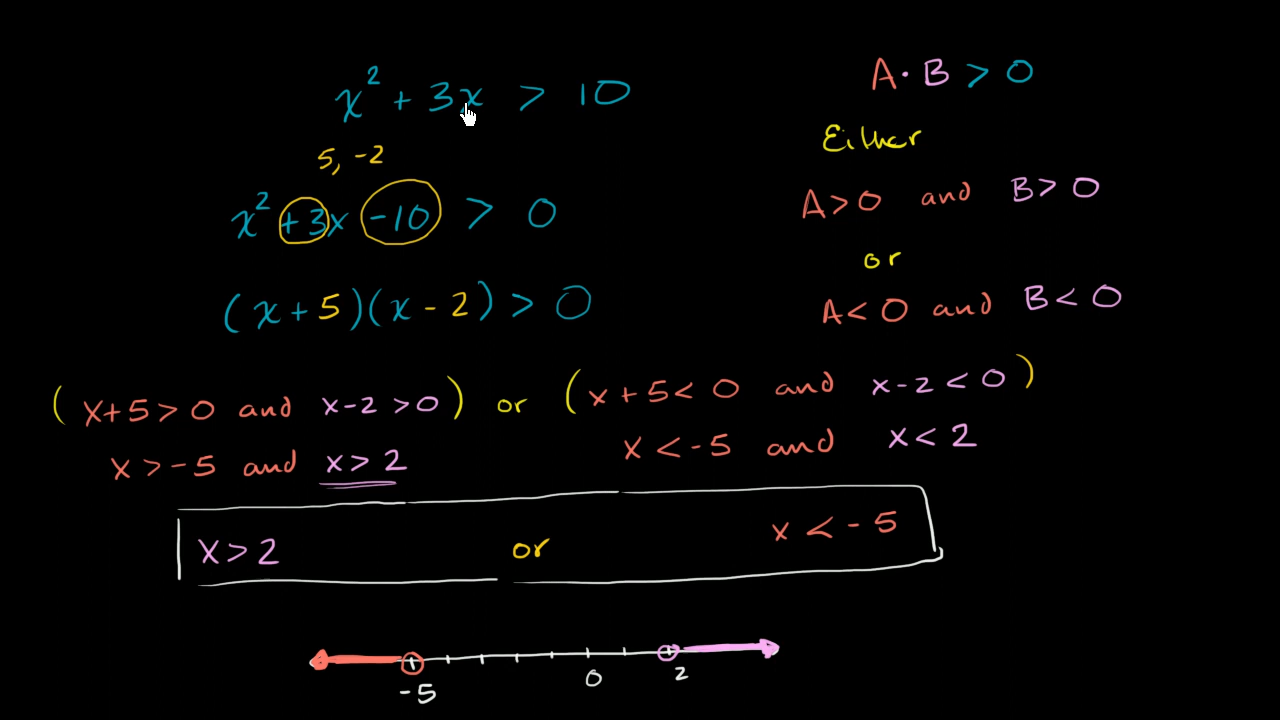 x² + 3x > 10
5, -2
x² +3x -10 > 0
(x + 5)(x - 2) > 0
A · B > 0
Either
A > 0 and B > 0
or
A < 0 and B < 0
(x+5 > 0 and x-2 > 0) or (x + 5 < 0 and x-2 < 0)
x > -5 and x > 2
x < -5 and x < 2
x > 2 or x < -5
-5 0 2